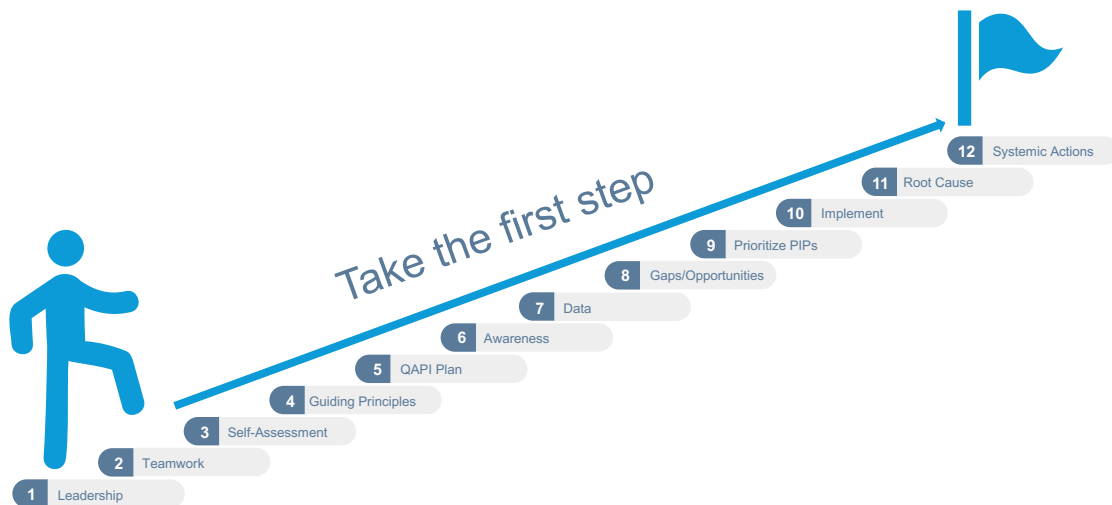 Take the first step
12 Systemic Actions
11 Root Cause
10 Implement
9 Prioritize PIPs
8 Gaps/Opportunities
7 Data
6 Awareness
5 QAPI Plan
4 Guiding Principles
3 Self-Assessment
2 Teamwork
1 Leadership